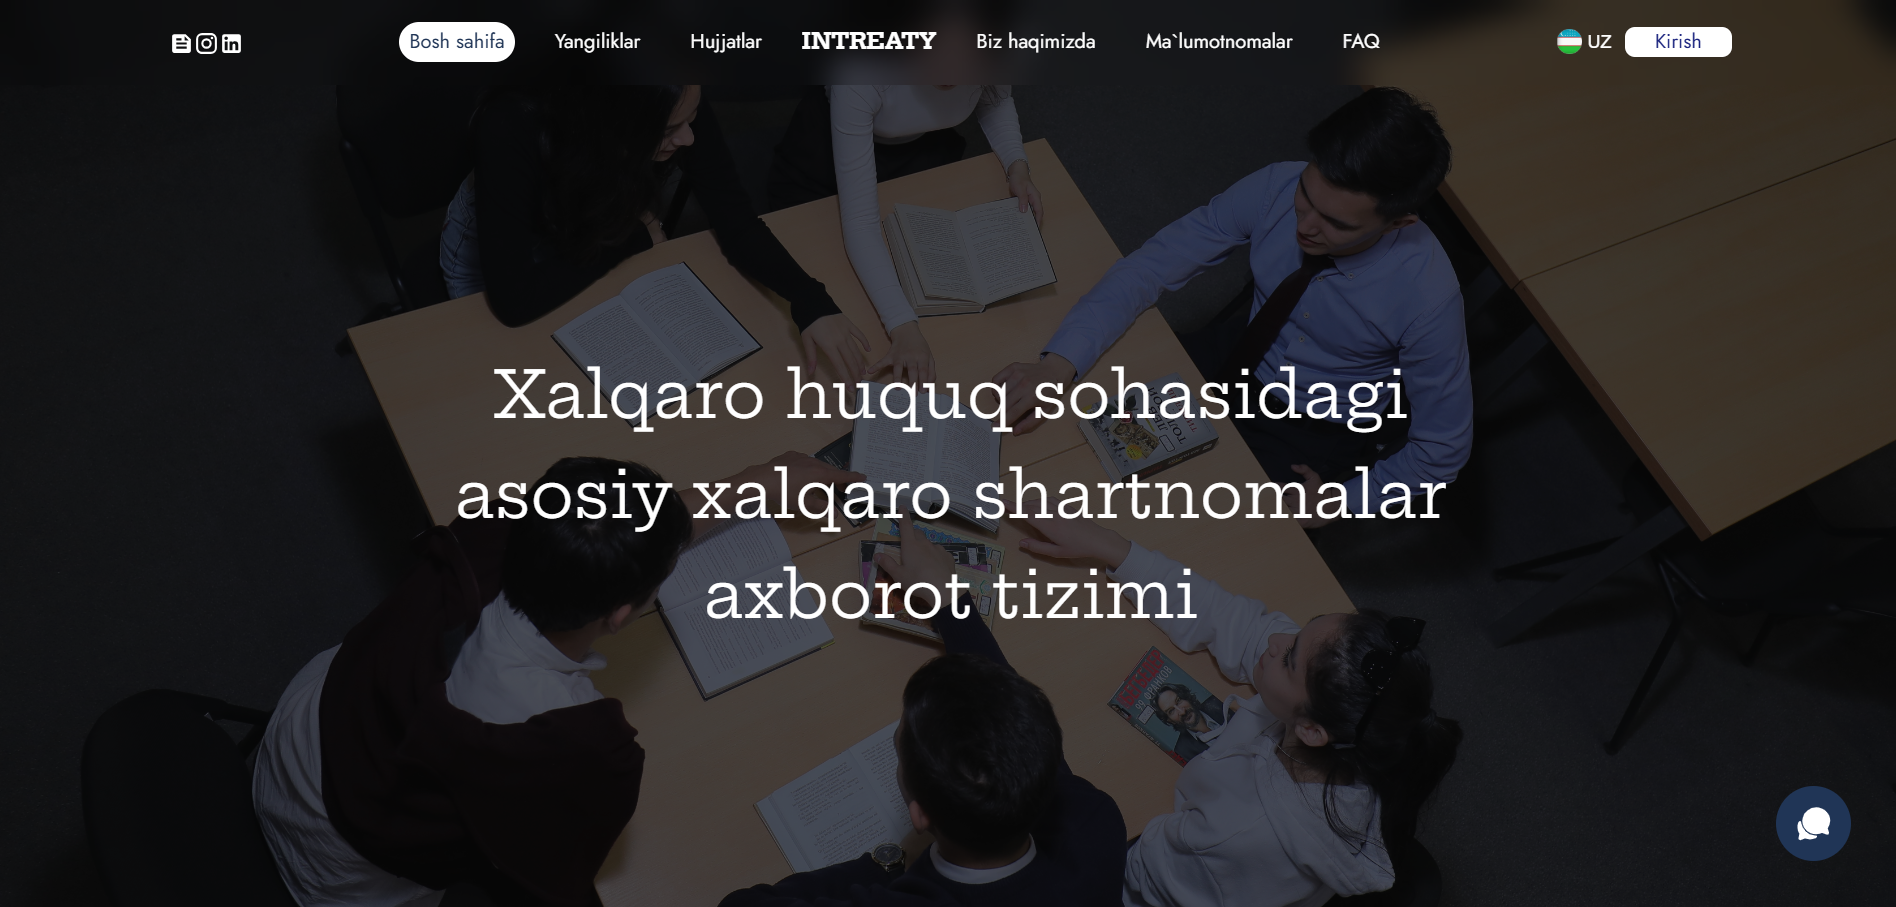 Bosh sahifa
Yangiliklar
Hujjatlar
INTREATY
Biz haqimizda
Ma`lumotnomalar
FAQ
UZ
Kirish
Xalqaro huquq sohasidagi
asosiy xalqaro shartnomalar
axborot tizimi